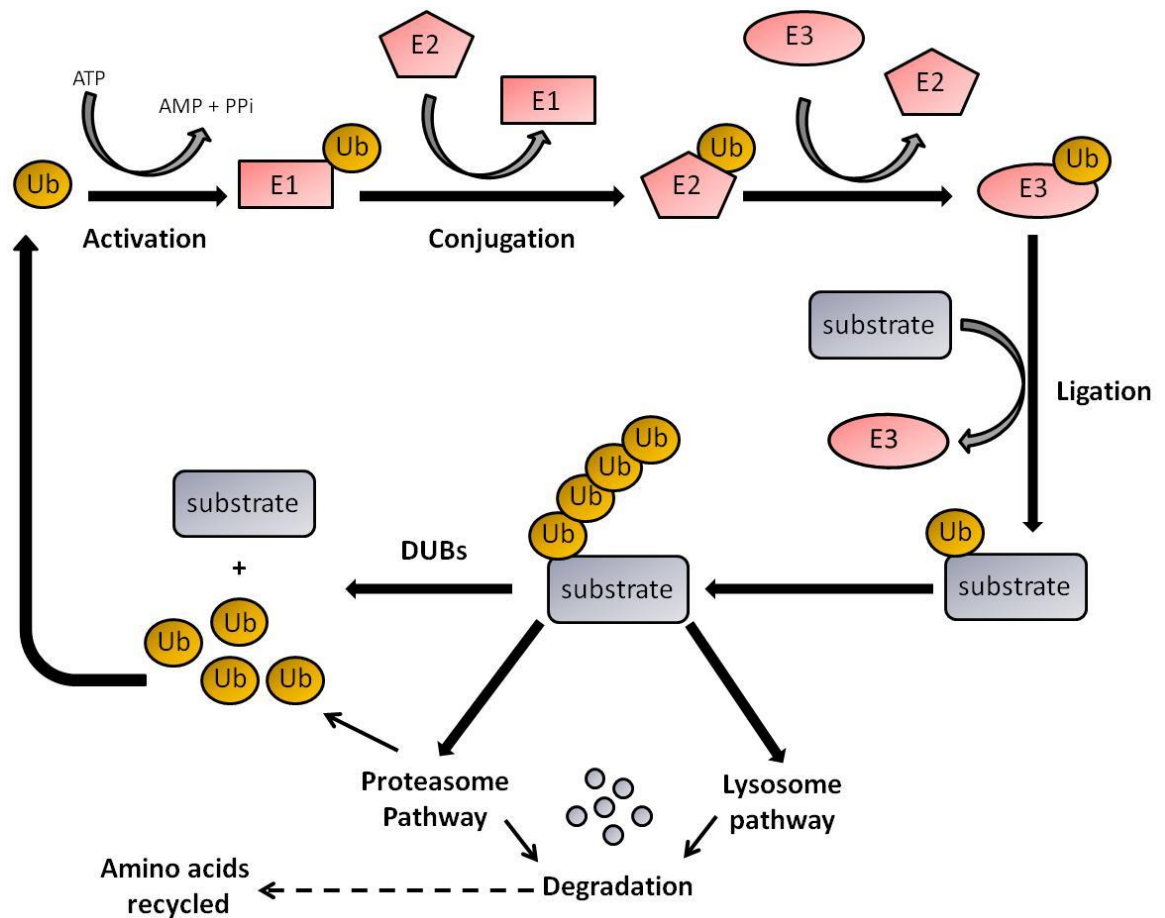 E2
E3
E2
ATP
AMP + PPi
E1
Ub
Ub
Ub
Ub
E1
E2
E3
Activation
Conjugation
substrate
Ligation
E3
Ub
Ub
Ub
Ub
substrate
DUBs
Ub
+
substrate
substrate
Ub
Ub
Ub
Ub
Proteasome
Pathway
Lysosome
pathway
Degradation
Amino acids
recycled